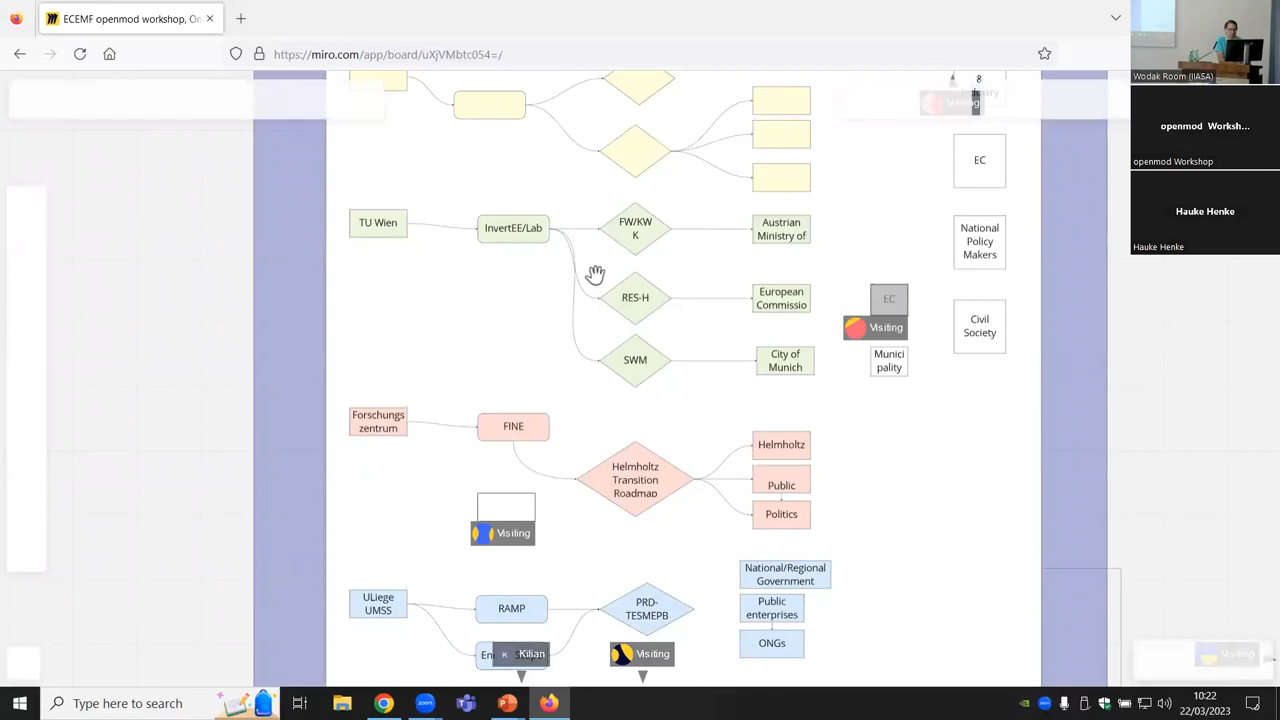 ECEMF openmod workshop, On
https://miro.com/app/board/uXjVMbtc054=/
Wodak Room (IIASA)
openmod Worksh...
openmod Workshop
Hauke Henke
Hauke Henke
&
Visiting
EC
TU Wien
InvertEE/Lab
FW/KW
K
Austrian
Ministry of
National
Policy
Makers
RES-H
European
Commissio
EC
Visiting
Civil
Society
SWM
City of
Munich
Munici
pality
Forschungs
zentrum
FINE
Helmholtz
Transition
Roadmap
Helmholtz
Public
Politics
Visiting
National/Regional
Government
ULiege
UMSS
RAMP
PRD-
TESMEPB
Public
enterprises
ONGs
K
Kilian
Visiting
Visiting
Type here to search
10:22
22/03/2023